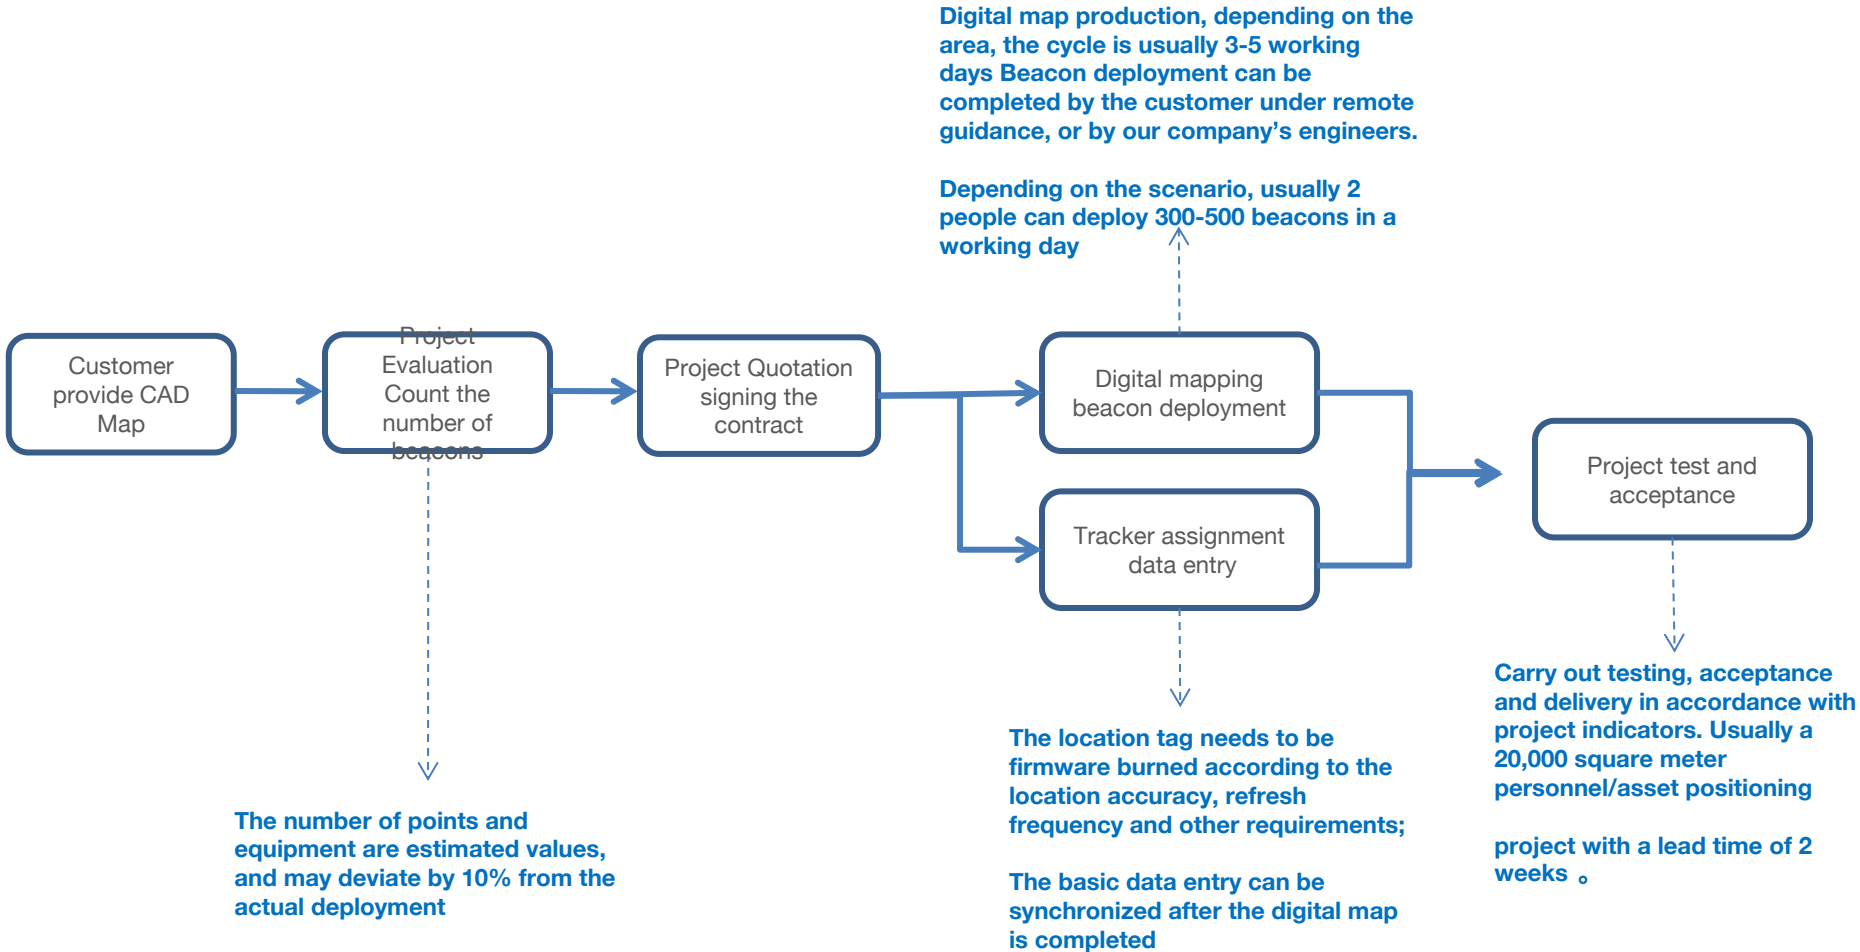 Digital map production, depending on the
area, the cycle is usually 3-5 working
days Beacon deployment can be
completed by the customer under remote
guidance, or by our company’s engineers.
Depending on the scenario, usually 2
people can deploy 300-500 beacons in a
working day
Customer
provide CAD
Map
Project
Evaluation
Count the
number of
beacons
Project Quotation
signing the
contract
Digital mapping
beacon deployment
Tracker assignment
data entry
Project test and
acceptance
The number of points and
equipment are estimated values,
and may deviate by 10% from the
actual deployment
The location tag needs to be
firmware burned according to the
location accuracy, refresh
frequency and other requirements;
The basic data entry can be
synchronized after the digital map
is completed
Carry out testing, acceptance
and delivery in accordance with
project indicators. Usually a
20,000 square meter
personnel/asset positioning
project with a lead time of 2
weeks 。